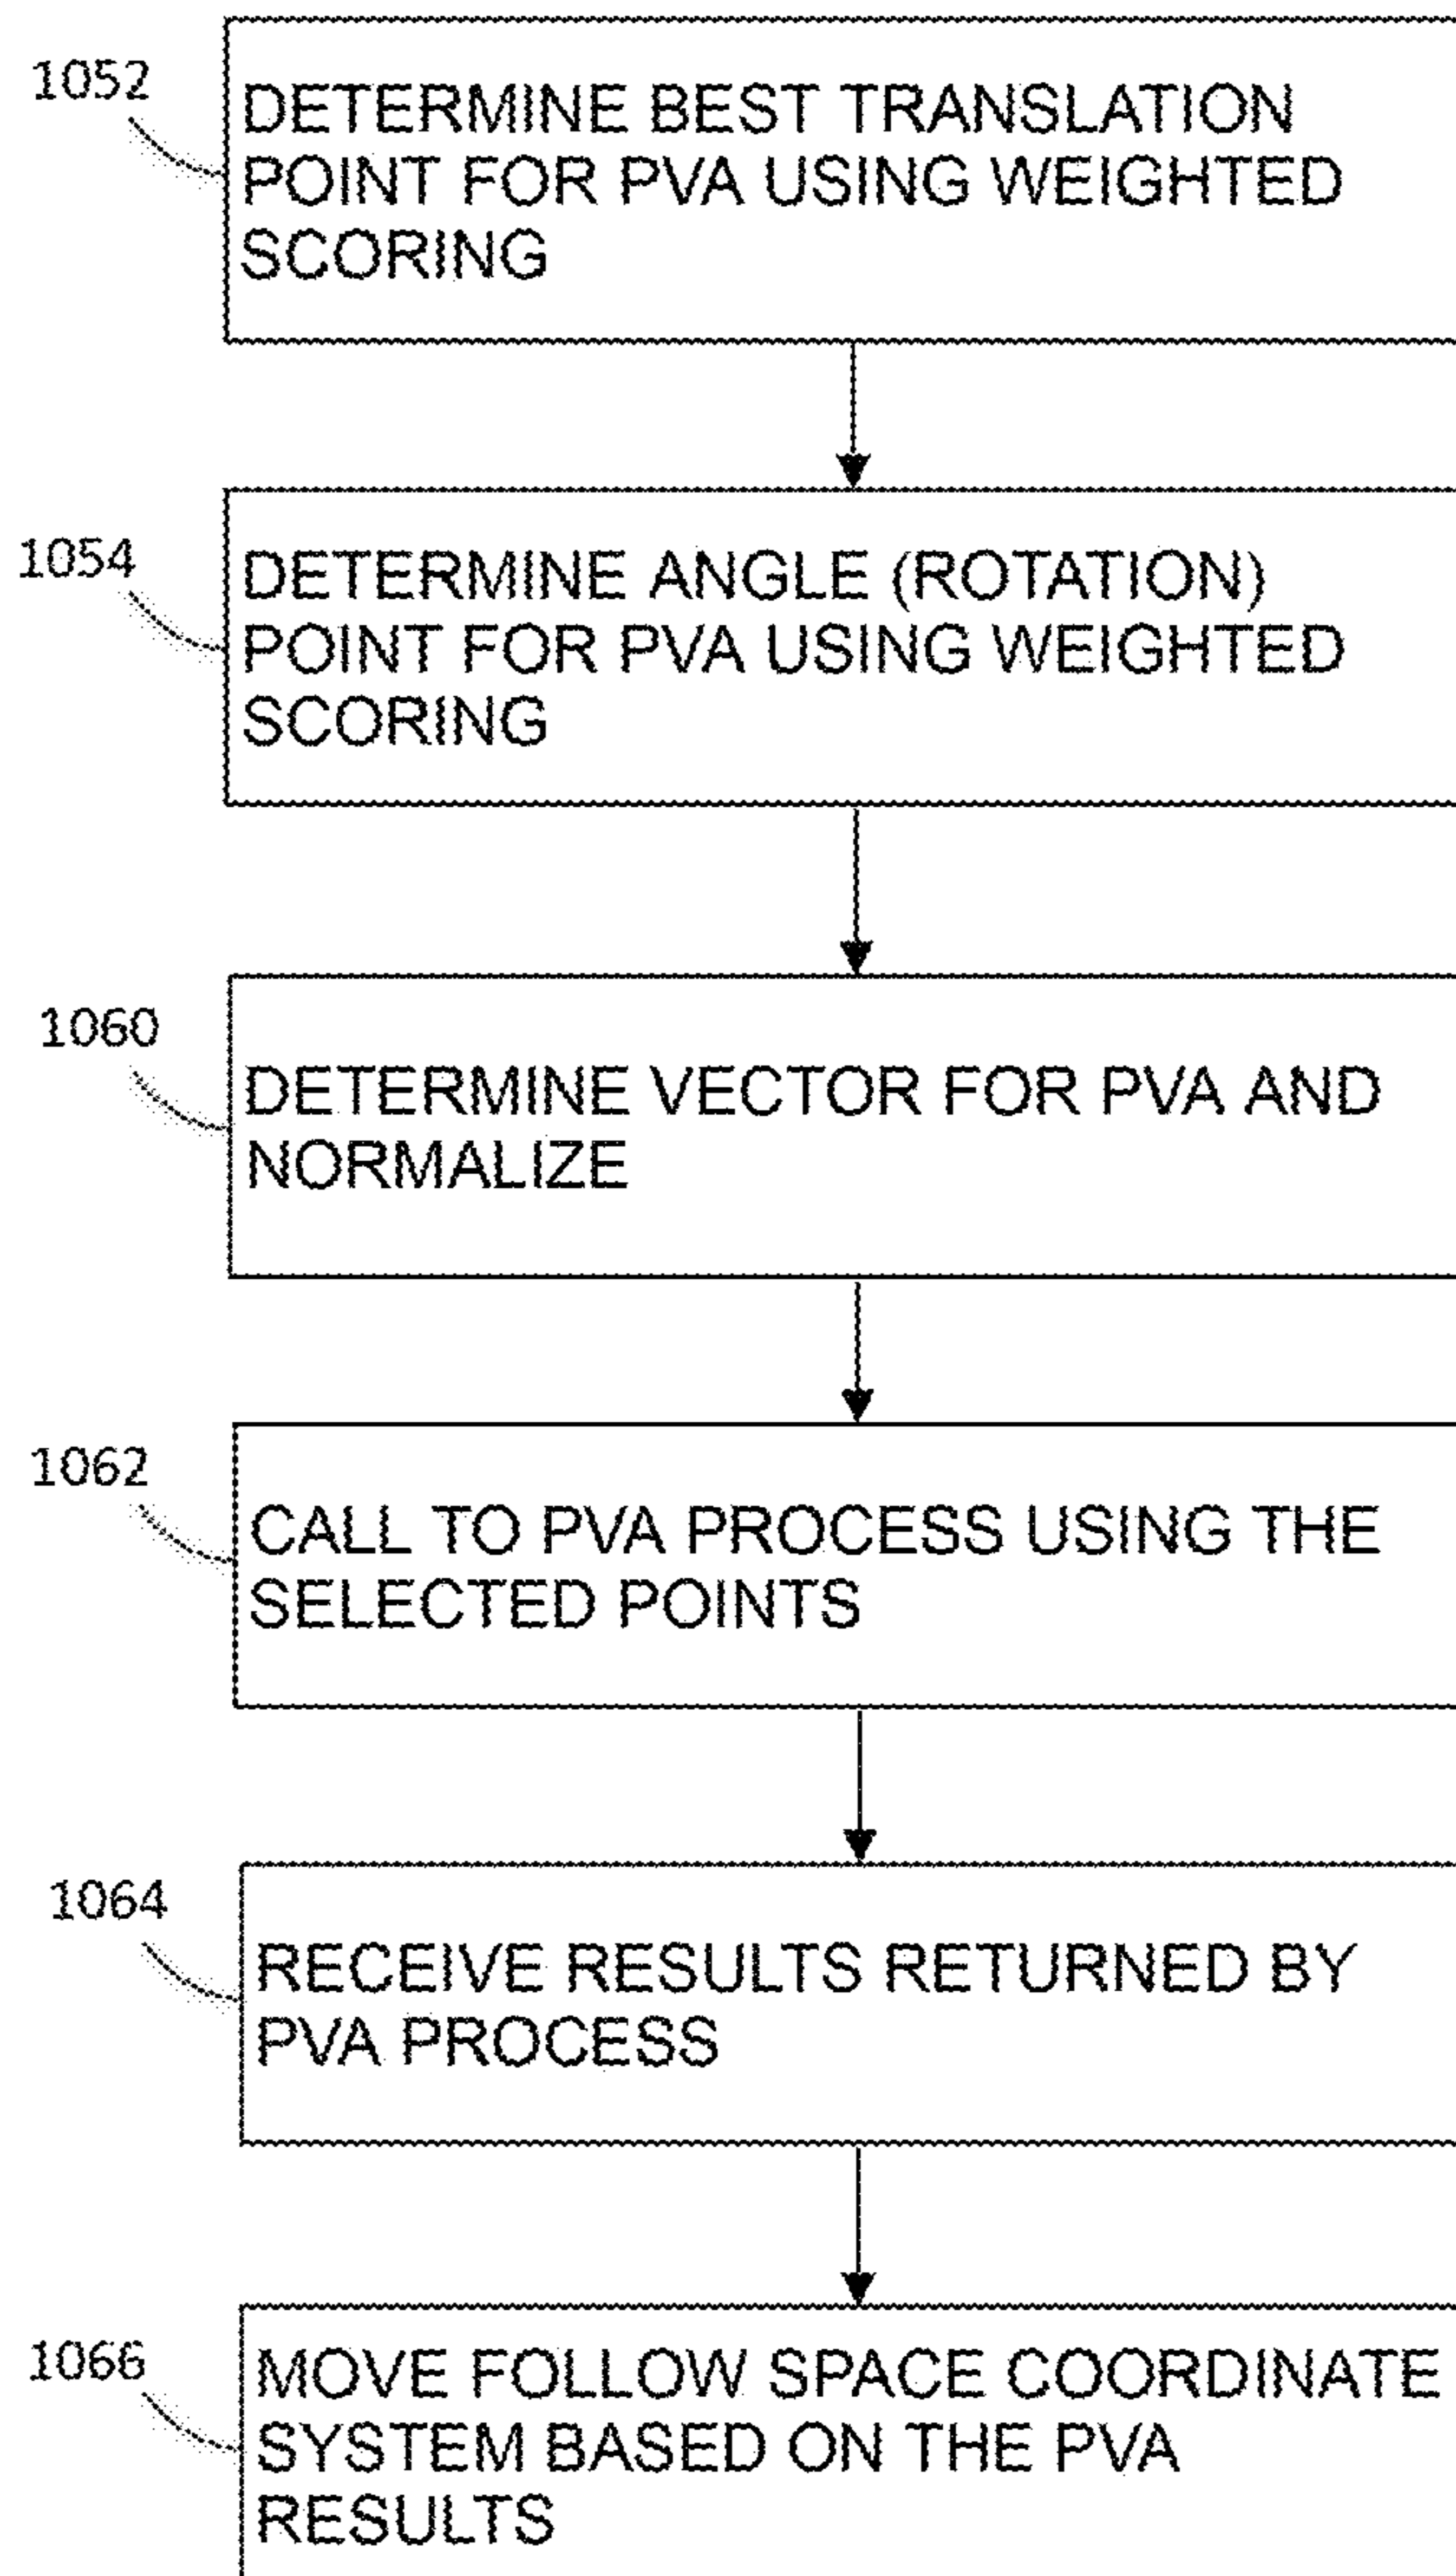 1052
DETERMINE BEST TRANSLATION
POINT FOR PVA USING WEIGHTED
SCORING
1054
DETERMINE ANGLE (ROTATION)
POINT FOR PVA USING WEIGHTED
SCORING
1060
DETERMINE VECTOR FOR PVA AND
NORMALIZE
1062
CALL TO PVA PROCESS USING THE
SELECTED POINTS
1064
RECEIVE RESULTS RETURNED BY
PVA PROCESS
1066
MOVE FOLLOW SPACE COORDINATE
SYSTEM BASED ON THE PVA
RESULTS